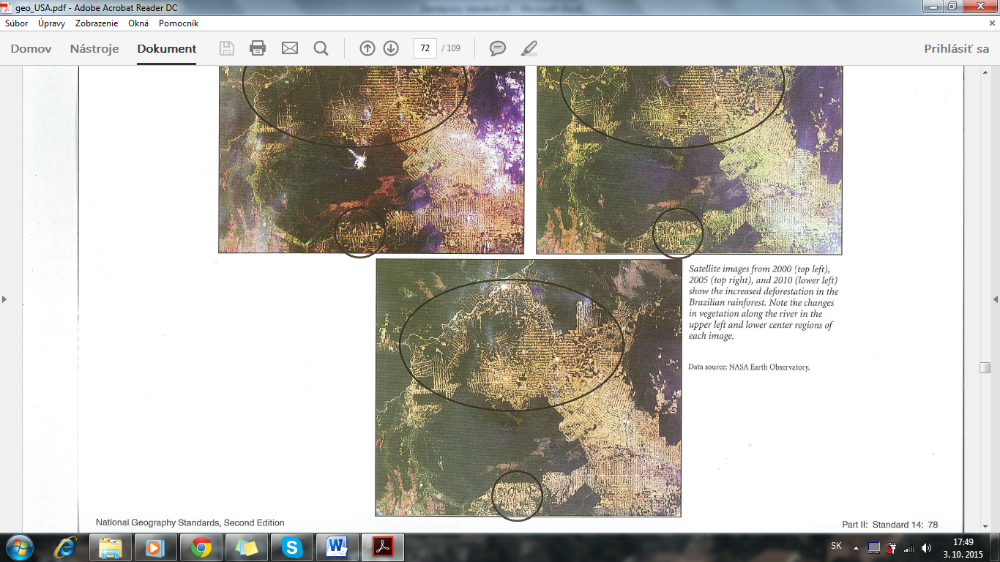 geo_USA.pdf - Adobe Acrobat Reader DC
Súbor Úpravy Zobrazenie Okná Pomocník
Domov Nástroje Dokument 72 / 109 Prihlásiť sa
Satellite images from 2000 (top left),
2005 (top right), and 2010 (lower left)
show the increased deforestation in the
Brazilian rainforest. Note the changes
in vegetation along the river in the
upper left and lower center regions of
each image.
Data source: NASA Earth Observatory.
National Geography Standards, Second Edition
Part II: Standard 14: 78
SK
17:49
3. 10. 2015